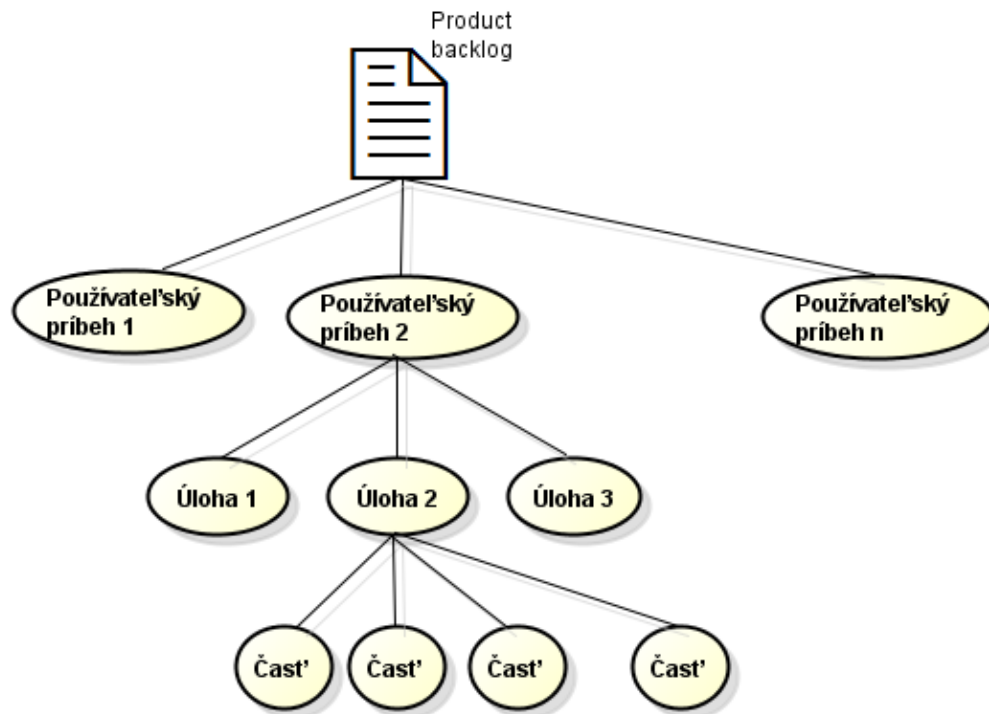 Product
backlog
Používateľský
príbeh 1
Používateľský
príbeh 2
Používateľský
príbeh n
Úloha 1
Úloha 2
Úloha 3
Časť
Časť
Časť
Časť